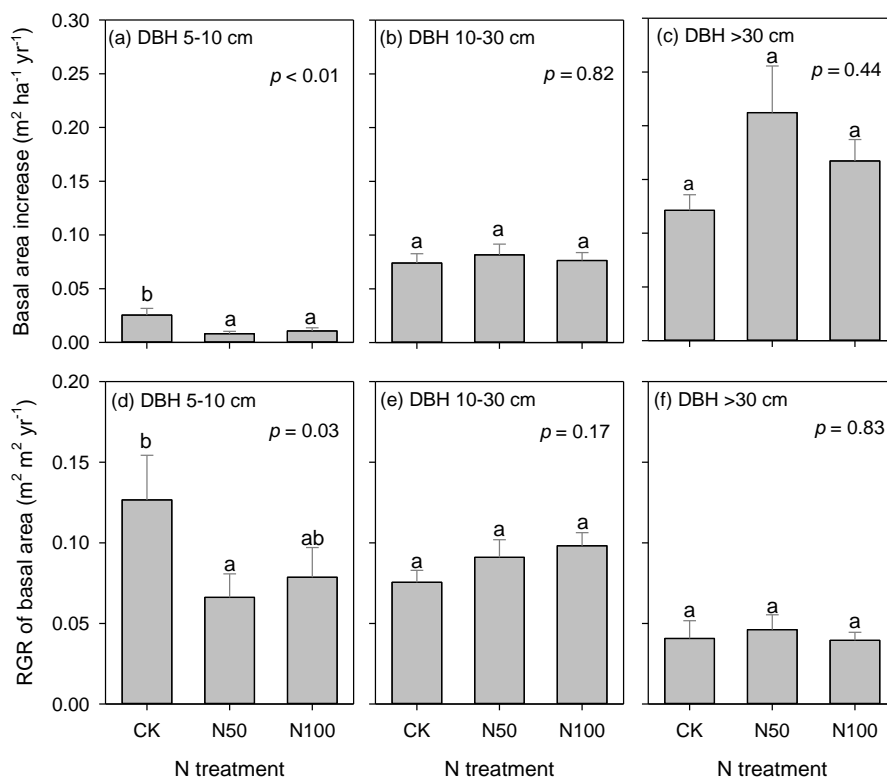 (a) DBH 5-10 cm
p < 0.01
b
a
a
(b) DBH 10-30 cm
p = 0.82
a
a
a
(c) DBH >30 cm
p = 0.44
a
a
a
0.30
0.25
0.20
0.15
0.10
0.05
0.00
Basal area increase (m² ha⁻¹ yr⁻¹)
(d) DBH 5-10 cm
p = 0.03
b
a
ab
(e) DBH 10-30 cm
p = 0.17
a
a
a
(f) DBH >30 cm
p = 0.83
a
a
a
0.20
0.15
0.10
0.05
0.00
RGR of basal area (m² m² yr⁻¹)
CK N50 N100
CK N50 N100
CK N50 N100
N treatment
N treatment
N treatment